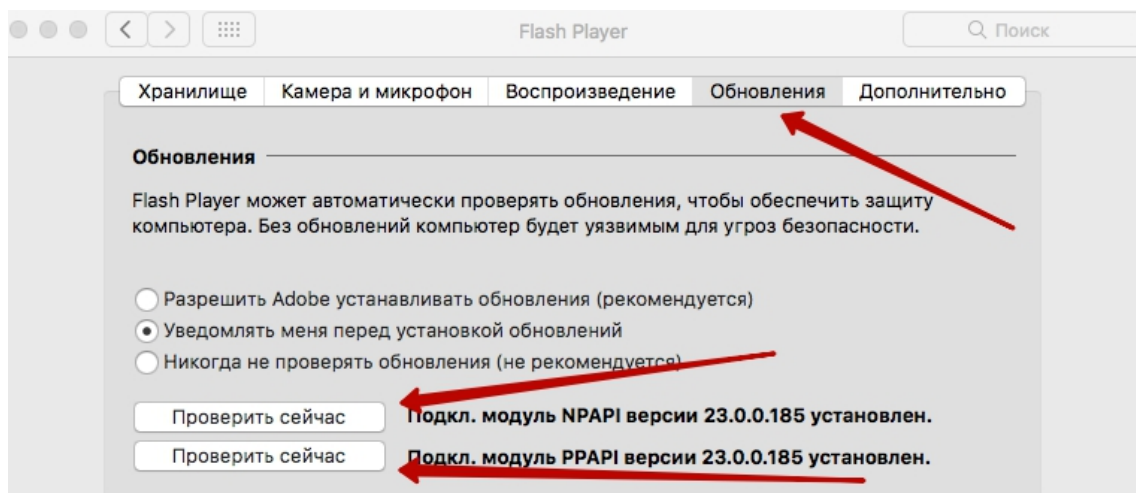 Flash Player
Поиск
Хранилище Камера и микрофон Воспроизведение Обновления Дополнительно
Обновления
Flash Player может автоматически проверять обновления, чтобы обеспечить защиту
компьютера. Без обновлений компьютер будет уязвимым для угроз безопасности.
Разрешить Adobe устанавливать обновления (рекомендуется)
Уведомлять меня перед установкой обновлений
Никогда не проверять обновления (не рекомендуется)
Проверить сейчас Подкл. модуль NPAPI версии 23.0.0.185 установлен.
Проверить сейчас Подкл. модуль PPAPI версии 23.0.0.185 установлен.